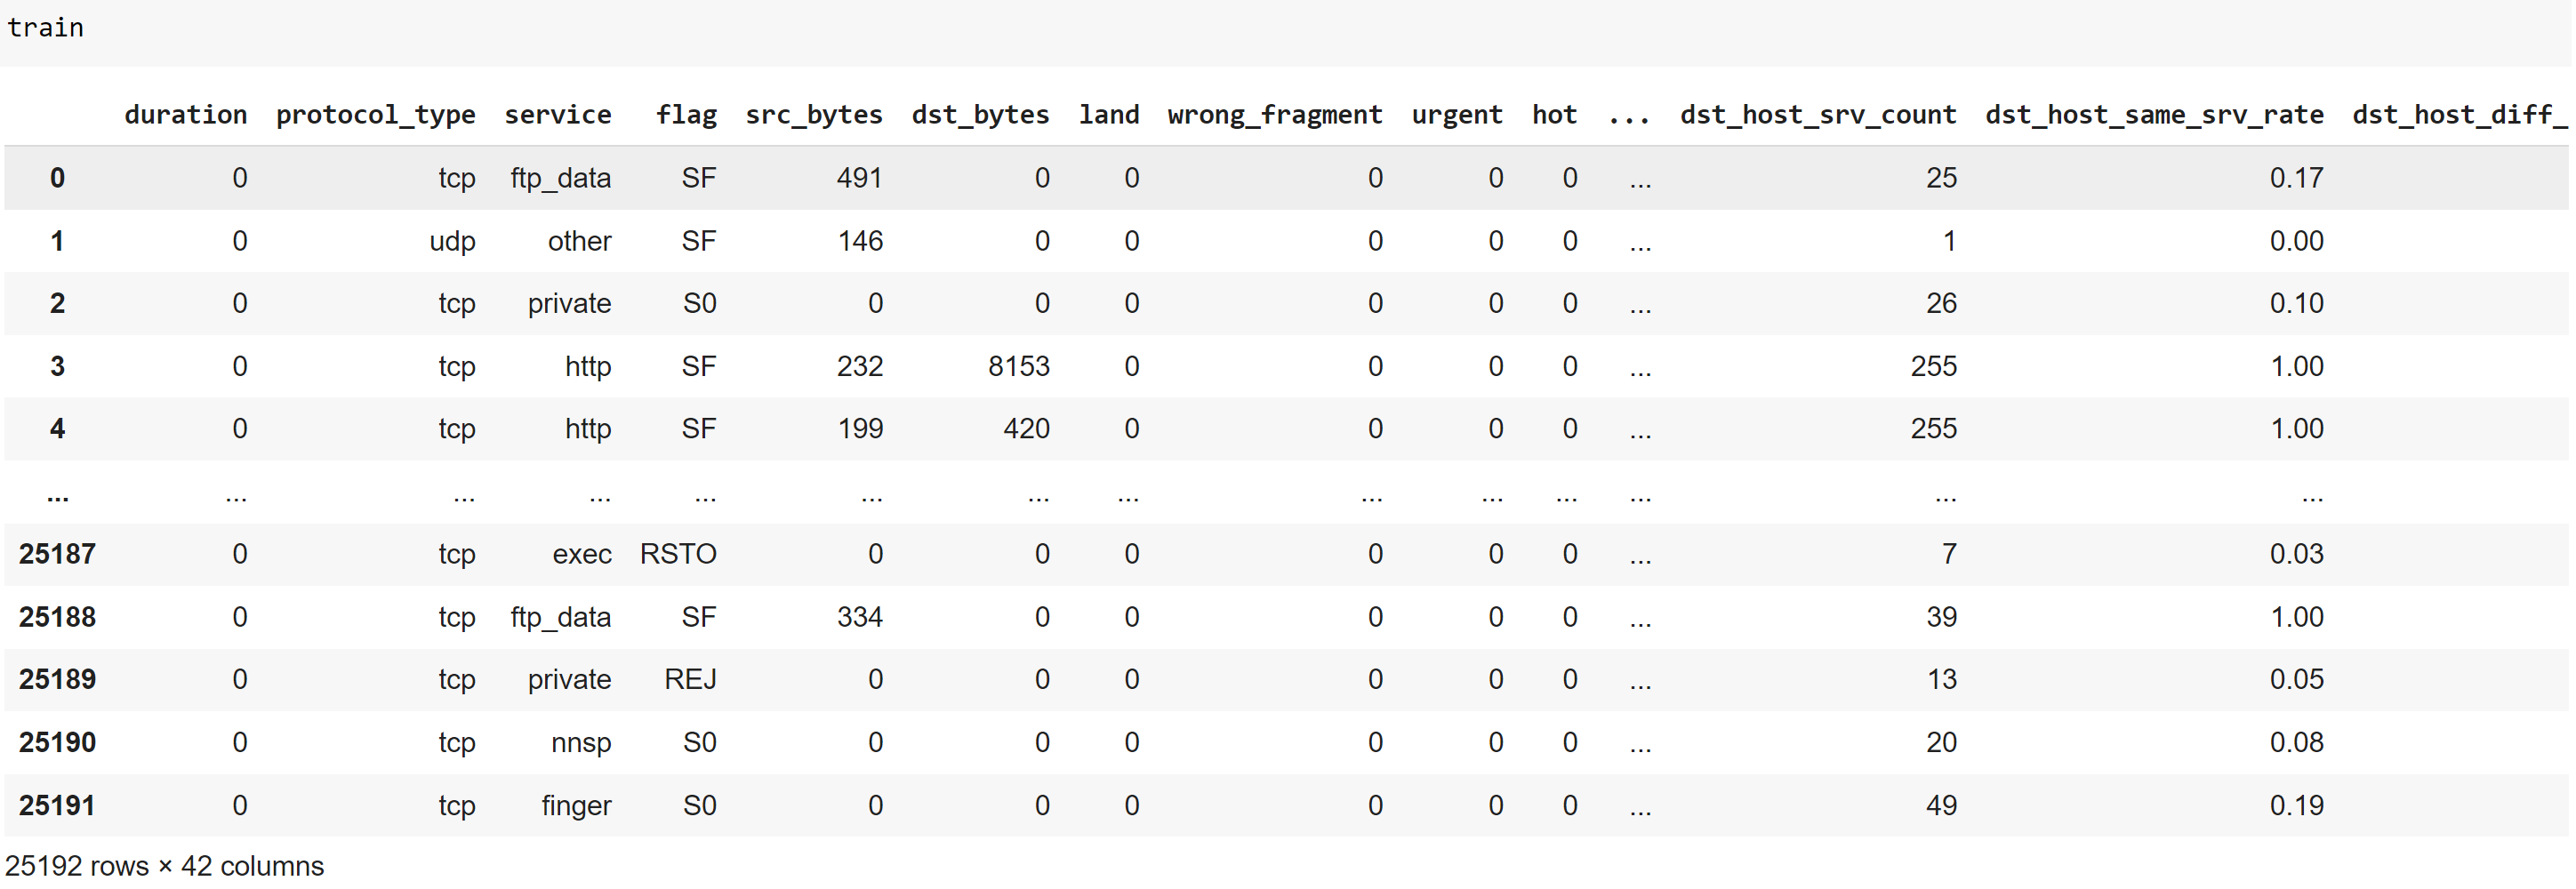 train
duration protocol_type service flag src_bytes dst_bytes land wrong_fragment urgent hot ... dst_host_srv_count dst_host_same_srv_rate dst_host_diff_
0 0 tcp ftp_data SF 491 0 0 0 0 0 ... 25 0.17
1 0 udp other SF 146 0 0 0 0 0 ... 1 0.00
2 0 tcp private S0 0 0 0 0 0 0 ... 26 0.10
3 0 tcp http SF 232 8153 0 0 0 0 ... 255 1.00
4 0 tcp http SF 199 420 0 0 0 0 ... 255 1.00
... ... ... ... ... ... ... ... ... ... ... ... ... ...
25187 0 tcp exec RSTO 0 0 0 0 0 0 ... 7 0.03
25188 0 tcp ftp_data SF 334 0 0 0 0 0 ... 39 1.00
25189 0 tcp private REJ 0 0 0 0 0 0 ... 13 0.05
25190 0 tcp nnsp S0 0 0 0 0 0 0 ... 20 0.08
25191 0 tcp finger S0 0 0 0 0 0 0 ... 49 0.19
25192 rows × 42 columns